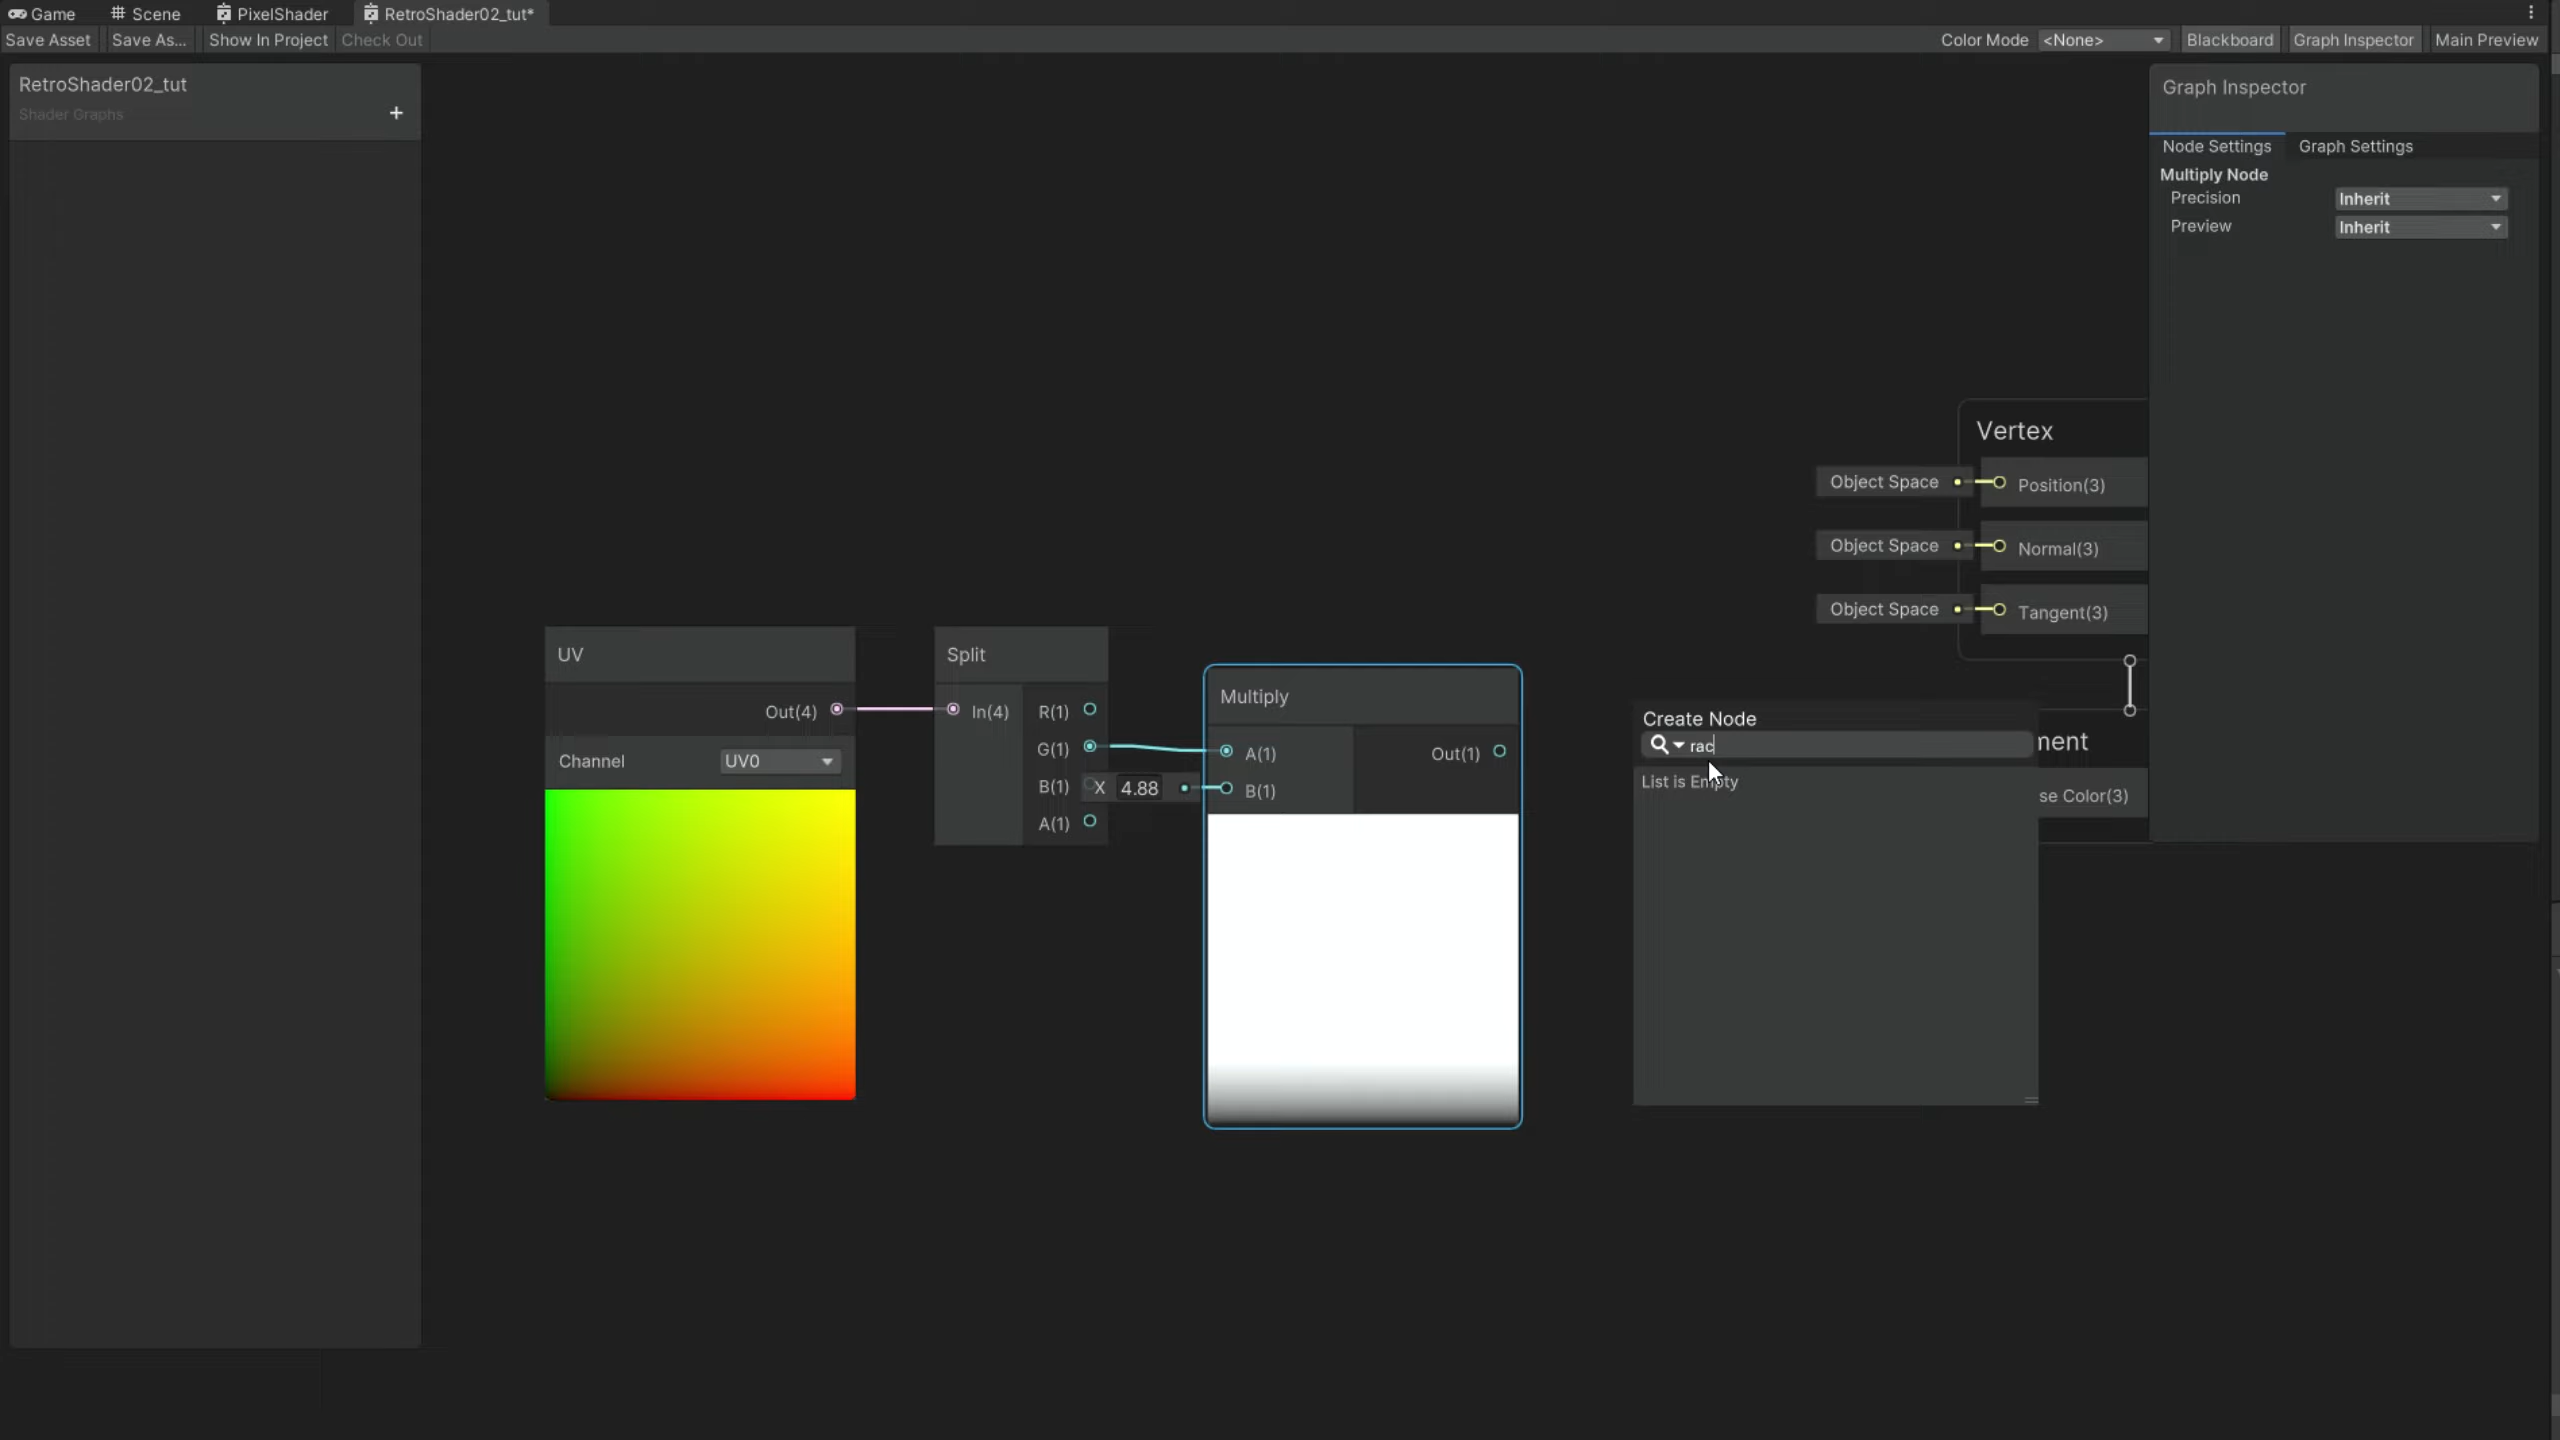 Game
Scene
PixelShader
RetroShader02_tut*
Save Asset
Save As...
Show In Project
Check Out
Color Mode
<None>
Blackboard
Graph Inspector
Main Preview
RetroShader02_tut
Shader Graphs
+
Graph Inspector
Node Settings
Graph Settings
Multiply Node
Precision
Inherit
Preview
Inherit
Vertex
Object Space
Position(3)
Object Space
Normal(3)
Object Space
Tangent(3)
UV
Out(4)
Channel
UV0
Split
In(4)
R(1)
G(1)
B(1)
A(1)
X 4.88
Multiply
A(1)
B(1)
Out(1)
Create Node
rac
List is Empty
ment
se Color(3)